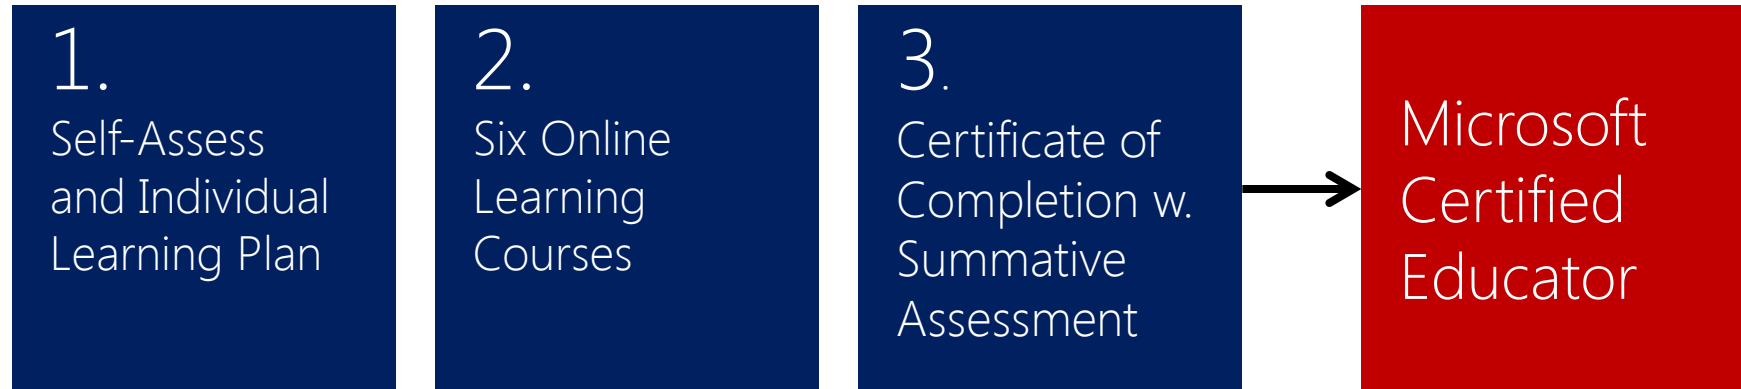 1.
Self-Assess
and Individual
Learning Plan
2.
Six Online
Learning
Courses
3.
Certificate of
Completion w.
Summative
Assessment
Microsoft
Certified
Educator